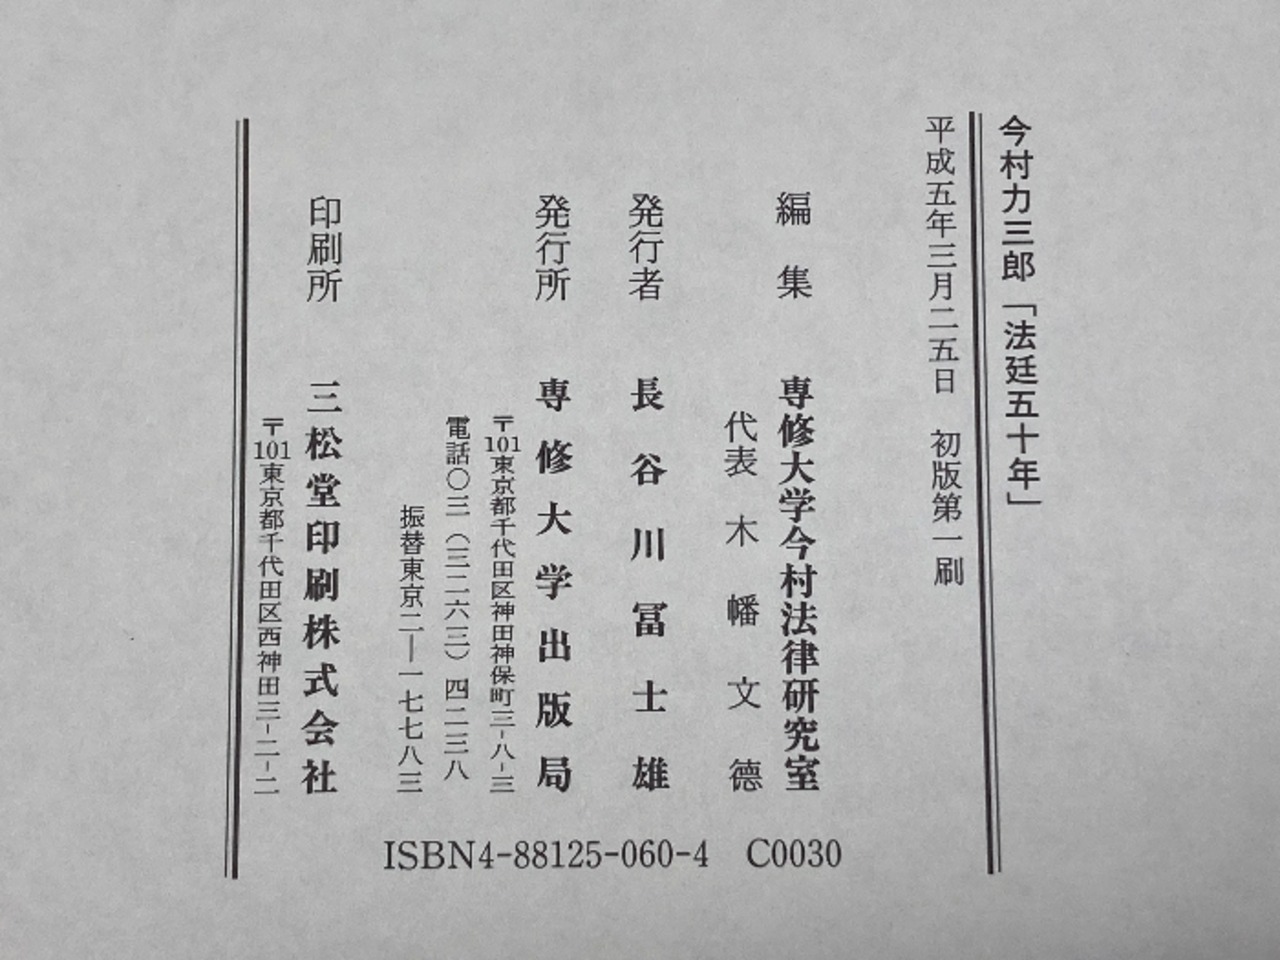 今村力三郎「法廷五十年」
平成五年三月二五日　初版第一刷
編　集　専修大学今村法律研究室
代表　木　幡　文　德
発行者　長谷川冨士雄
発行所　専修大学出版局
〒101東京都千代田区神田神保町三-八-三
電話〇三（三二六三）四二三八
振替東京二―一七七八三
印刷所　三松堂印刷株式会社
〒101東京都千代田区西神田三-二-二
ISBN4-88125-060-4　C0030